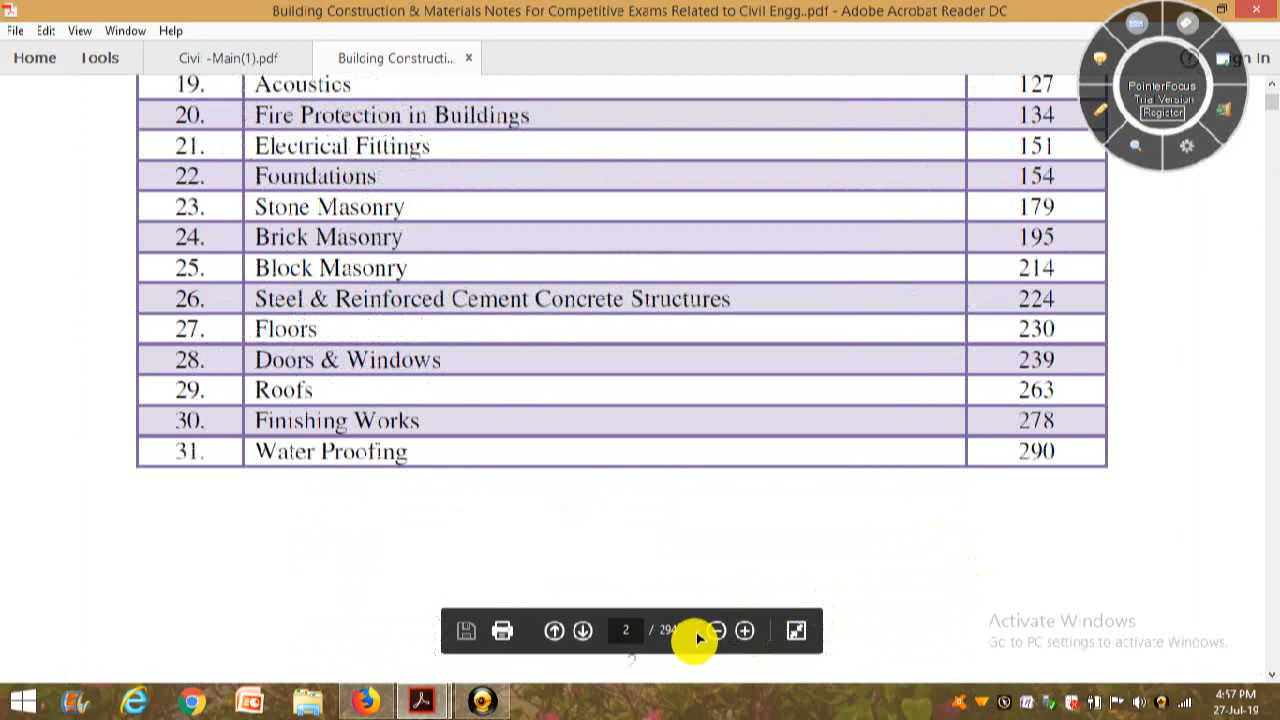 Building Construction & Materials Notes For Competitive Exams Related to Civil Engg..pdf - Adobe Acrobat Reader DC
File Edit View Window Help
Home Tools Civi -Main(1).pdf Building Constructi... × Sign In
19. Acoustics 127
20. Fire Protection in Buildings 134
21. Electrical Fittings 151
22. Foundations 154
23. Stone Masonry 179
24. Brick Masonry 195
25. Block Masonry 214
26. Steel & Reinforced Cement Concrete Structures 224
27. Floors 230
28. Doors & Windows 239
29. Roofs 263
30. Finishing Works 278
31. Water Proofing 290
PointerFocus
Trial Version
Register
2 / 294
2
Activate Windows
Go to PC settings to activate Windows.
4:57 PM
27-Jul-19